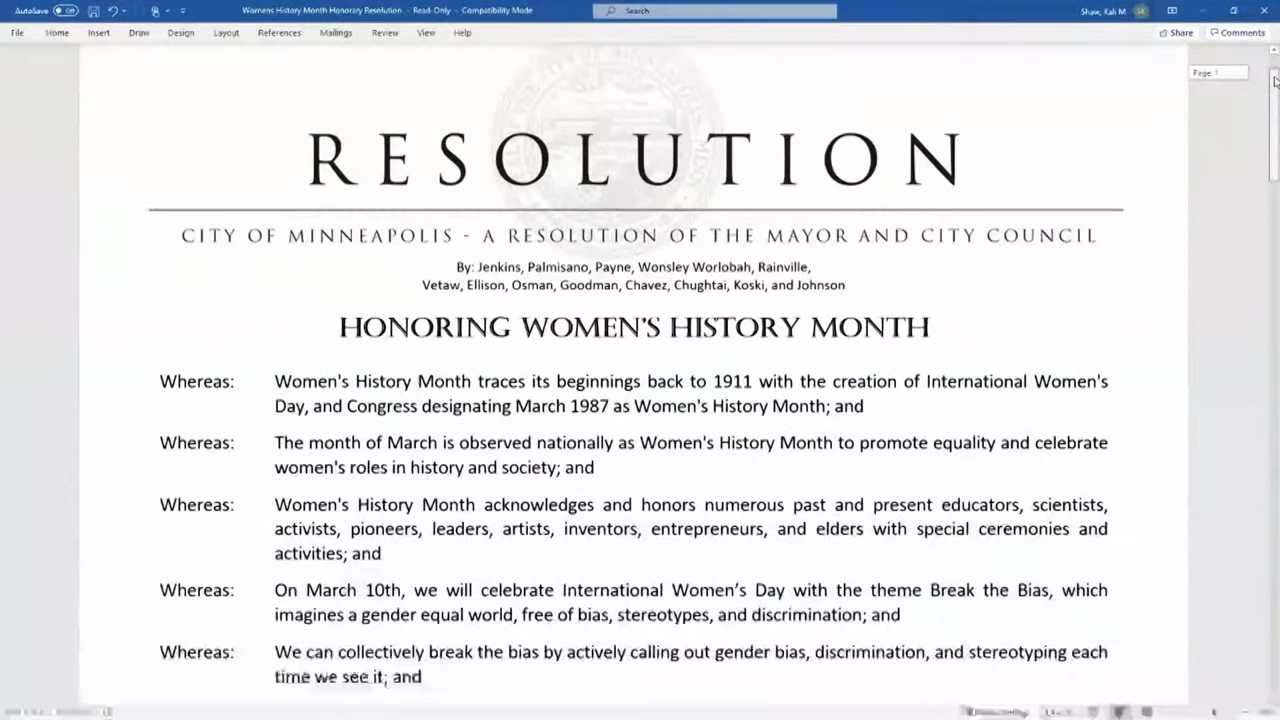 AutoSave Off Womens History Month Honorary Resolution - Read-Only - Compatibility Mode Search Shaw, Kali M
File Home Insert Draw Design Layout References Mailings Review View Help Share Comments
Page
RESOLUTION
CITY OF MINNEAPOLIS - A RESOLUTION OF THE MAYOR AND CITY COUNCIL
By: Jenkins, Palmisano, Payne, Wonsley Worlobah, Rainville,
Vetaw, Ellison, Osman, Goodman, Chavez, Chughtai, Koski, and Johnson
HONORING WOMEN'S HISTORY MONTH
Whereas: Women's History Month traces its beginnings back to 1911 with the creation of International Women's
Day, and Congress designating March 1987 as Women's History Month; and
Whereas: The month of March is observed nationally as Women's History Month to promote equality and celebrate
women's roles in history and society; and
Whereas: Women's History Month acknowledges and honors numerous past and present educators, scientists,
activists, pioneers, leaders, artists, inventors, entrepreneurs, and elders with special ceremonies and
activities; and
Whereas: On March 10th, we will celebrate International Women’s Day with the theme Break the Bias, which
imagines a gender equal world, free of bias, stereotypes, and discrimination; and
Whereas: We can collectively break the bias by actively calling out gender bias, discrimination, and stereotyping each
time we see it; and